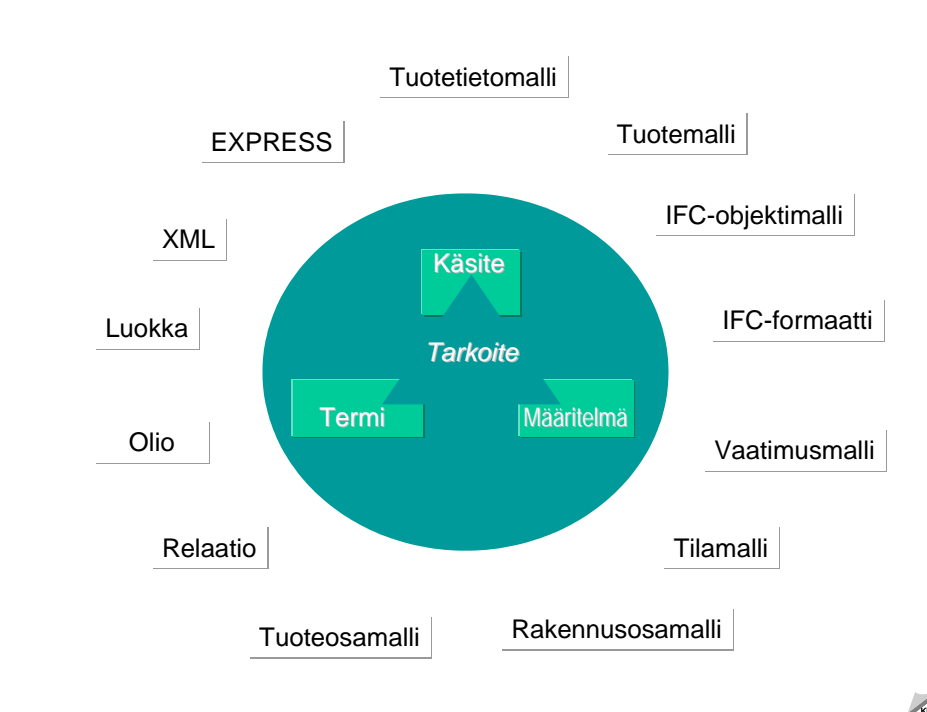 Tuotetietomalli
EXPRESS
Tuotemalli
IFC-objektimalli
XML
Käsite
Luokka
IFC-formaatti
Tarkoite
Termi
Määritelmä
Olio
Vaatimusmalli
Relaatio
Tilamalli
Tuoteosamalli
Rakennusosamalli